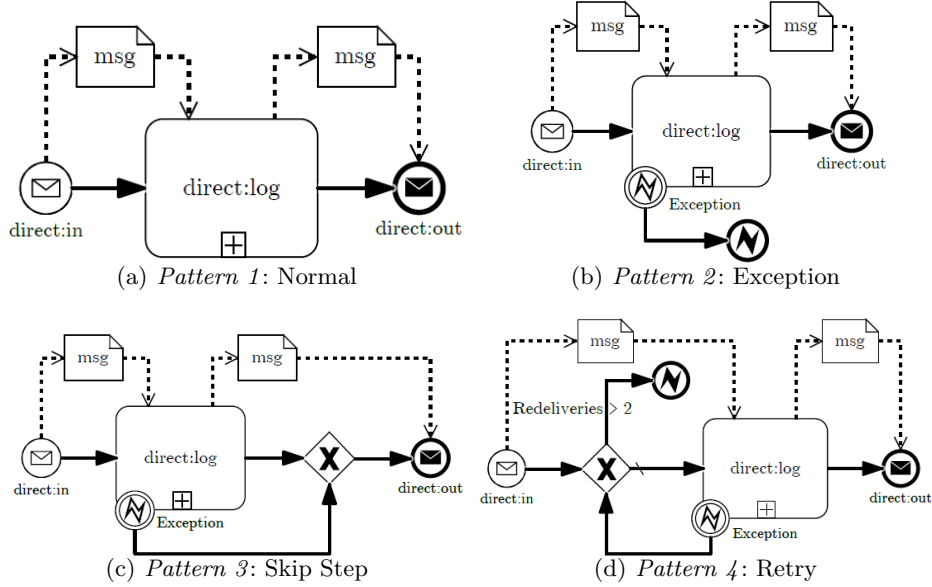 msg
msg
direct:log
direct:in
direct:out
(a) Pattern 1: Normal
msg
msg
direct:log
direct:in
direct:out
Exception
(b) Pattern 2: Exception
msg
msg
direct:log
direct:in
direct:out
Exception
(c) Pattern 3: Skip Step
msg
msg
Redeliveries > 2
direct:log
direct:in
direct:out
Exception
(d) Pattern 4: Retry